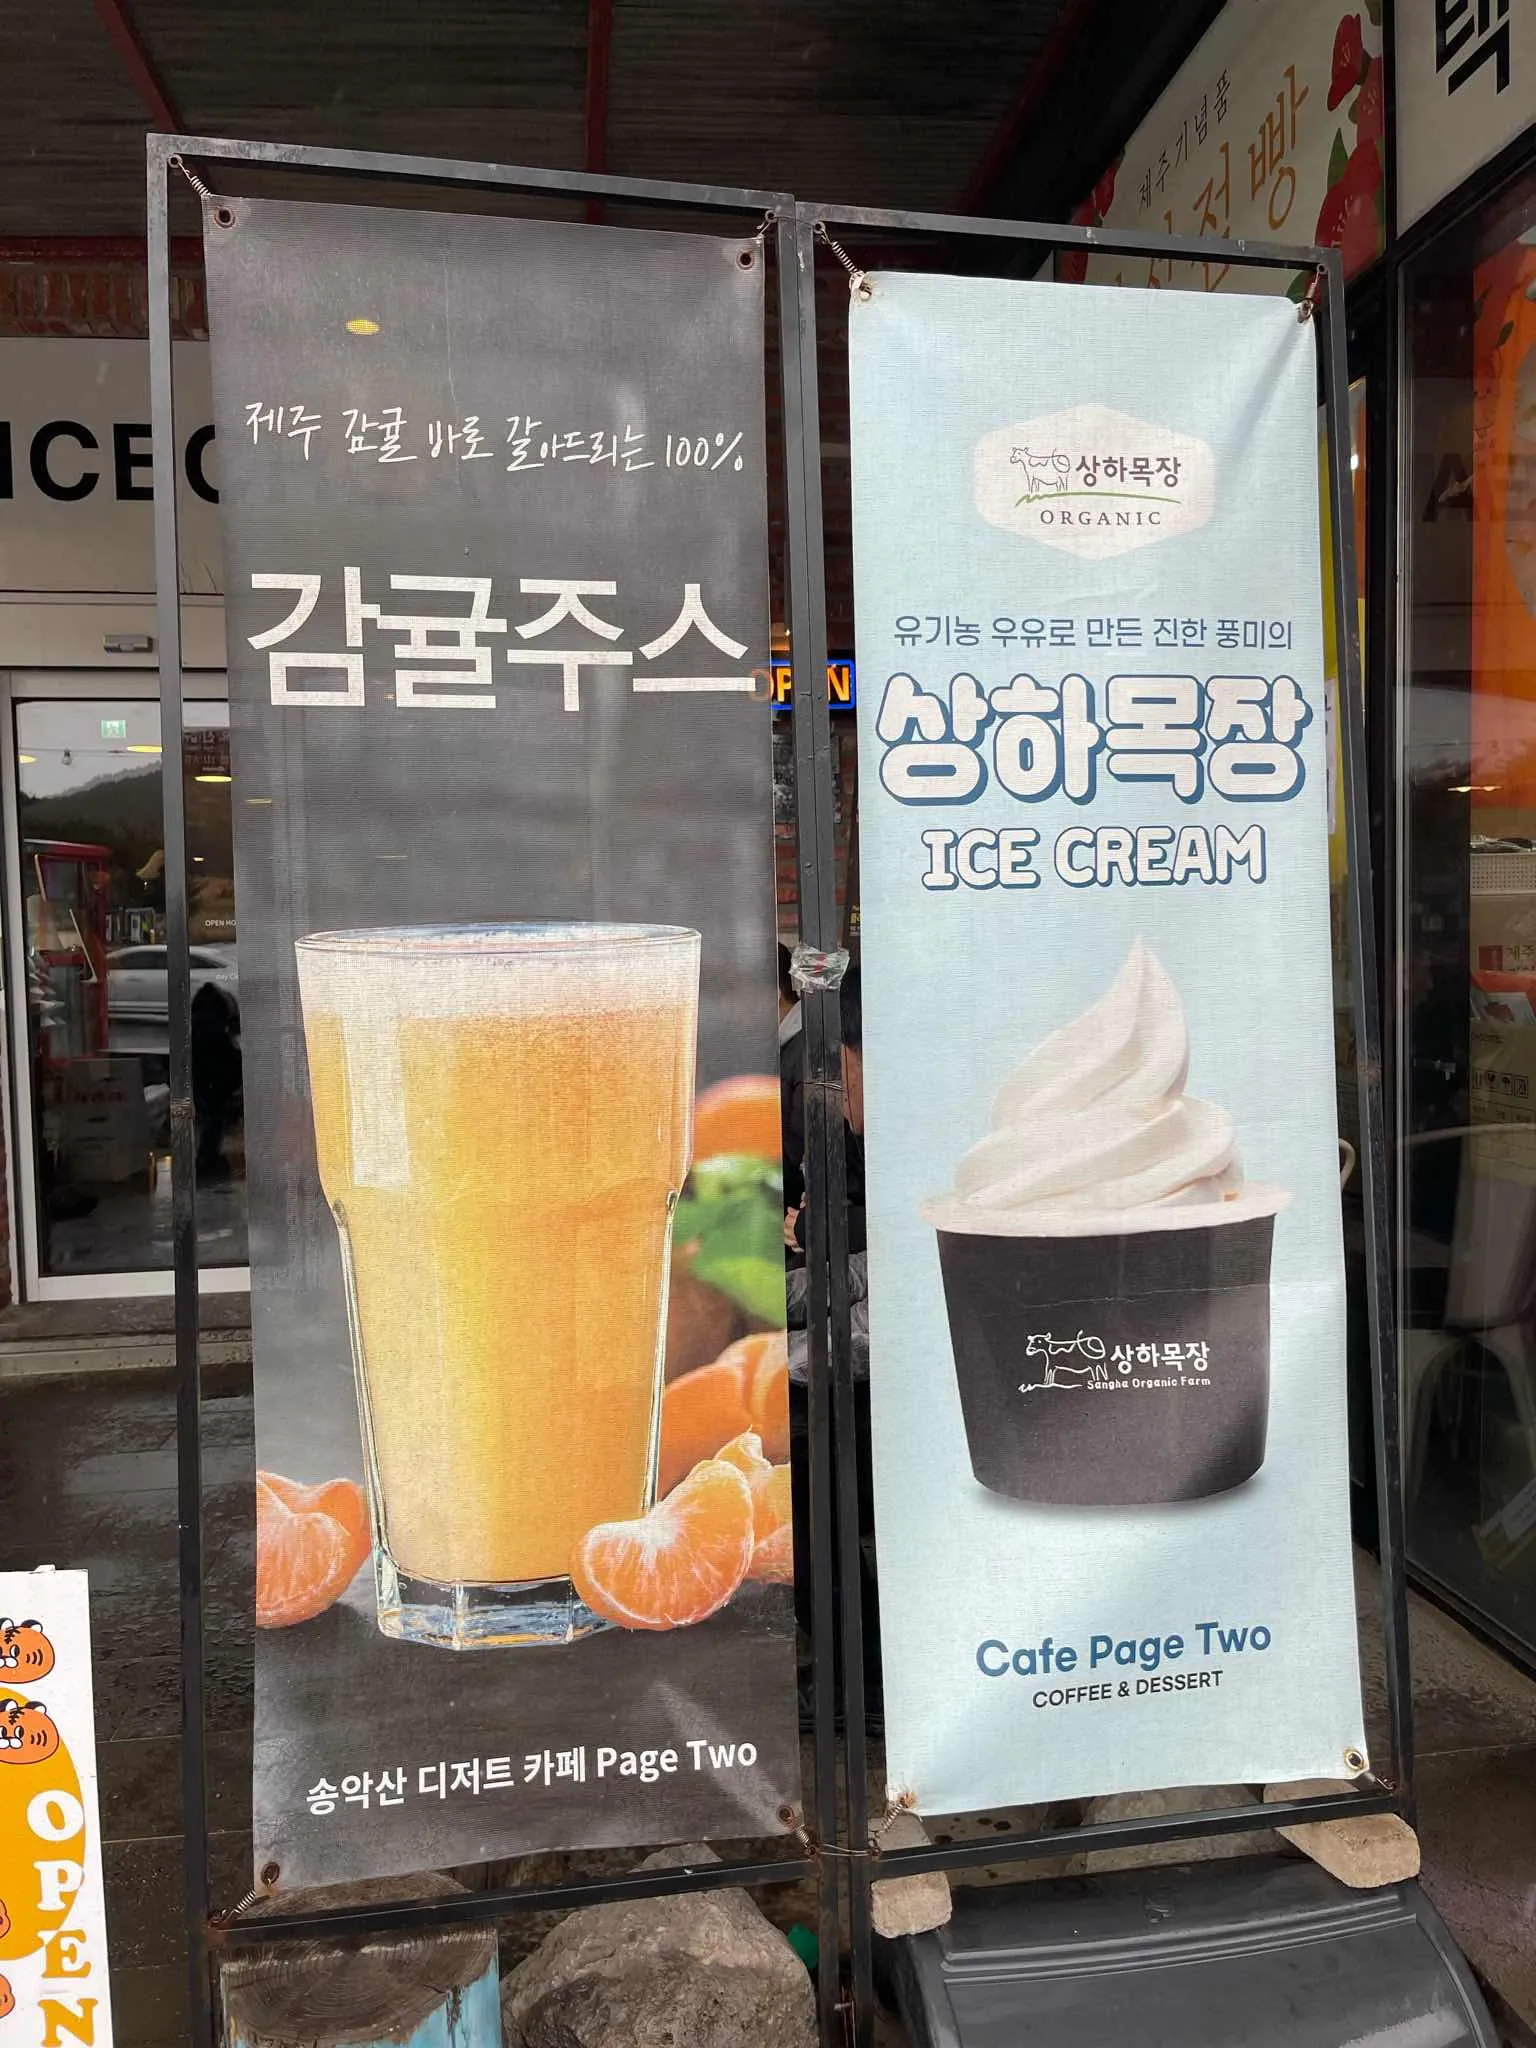 제주 감귤 바로 갈아드리는 100%
감귤주스
송악산 디저트 카페 Page Two
상하목장
ORGANIC
유기농 우유로 만든 진한 풍미의
상하목장
ICE CREAM
상하목장
Sangha Organic Farm
Cafe Page Two
COFFEE & DESSERT
OPEN
제주기념품
OPEN